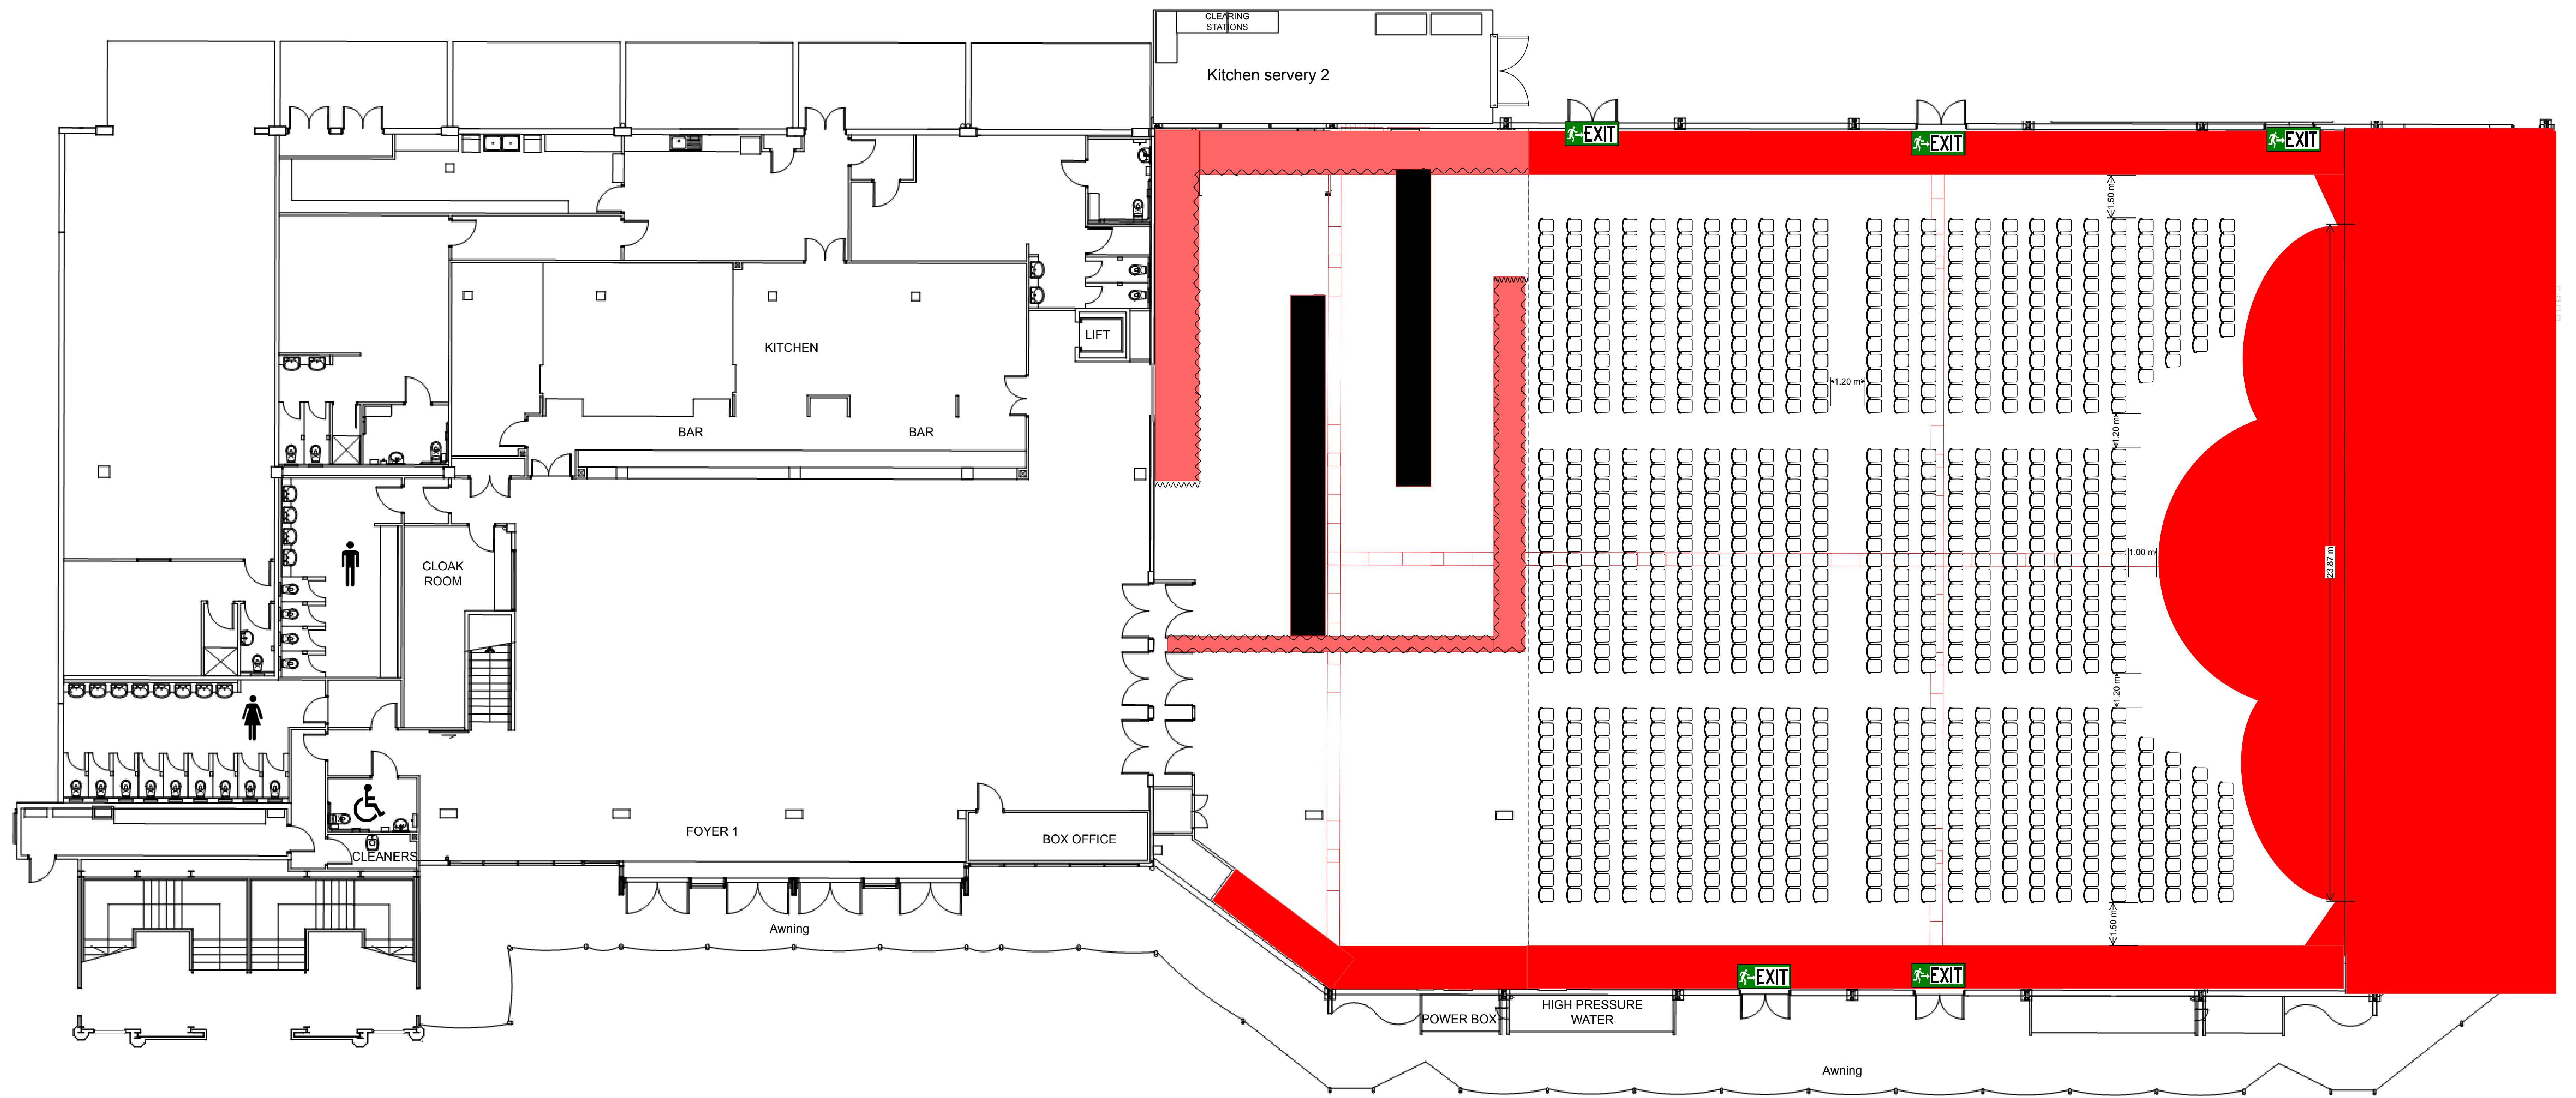 CLEARING
STATIONS
Kitchen servery 2
EXIT
EXIT
EXIT
1.50 m
LIFT
KITCHEN
1.20 m
BAR
BAR
1.20 m
1.00 m
23.87 m
CLOAK
ROOM
1.20 m
FOYER 1
BOX OFFICE
CLEANERS
1.50 m
Awning
EXIT
EXIT
HIGH PRESSURE
WATER
POWER BOX
Awning